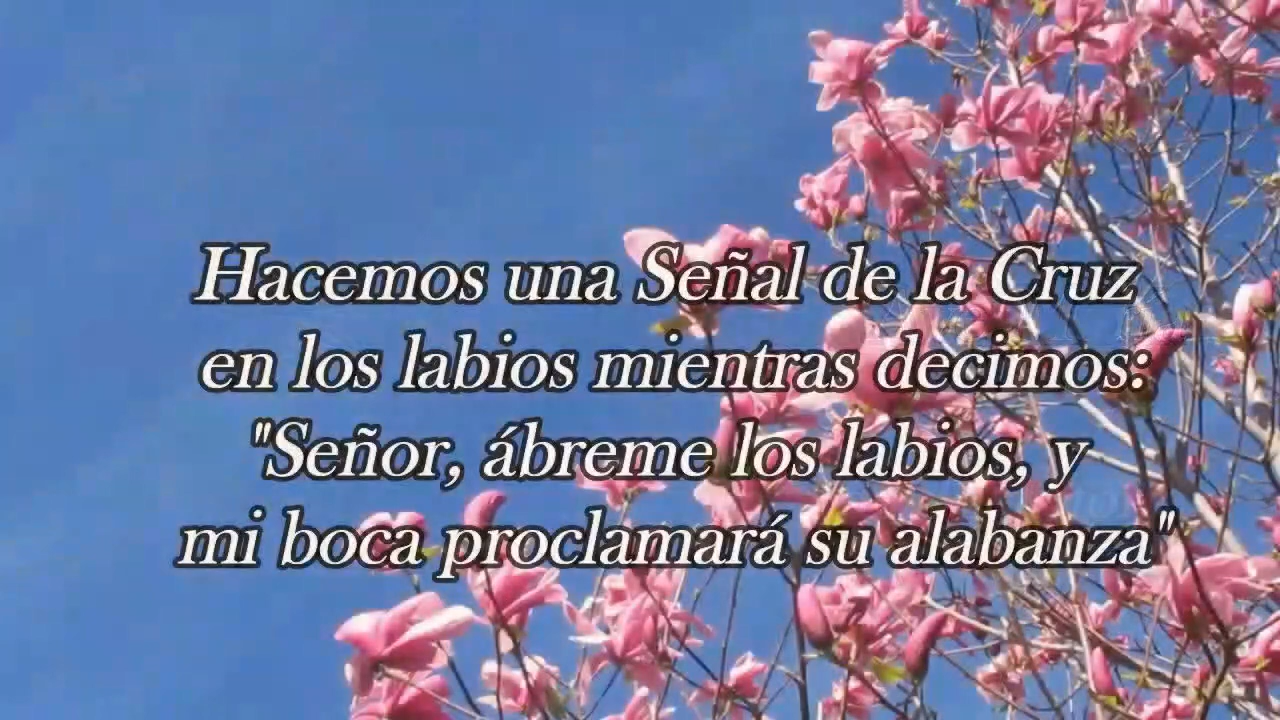 Hacemos una Señal de la Cruz
en los labios mientras decimos:
"Señor, ábreme los labios, y
mi boca proclamará su alabanza"